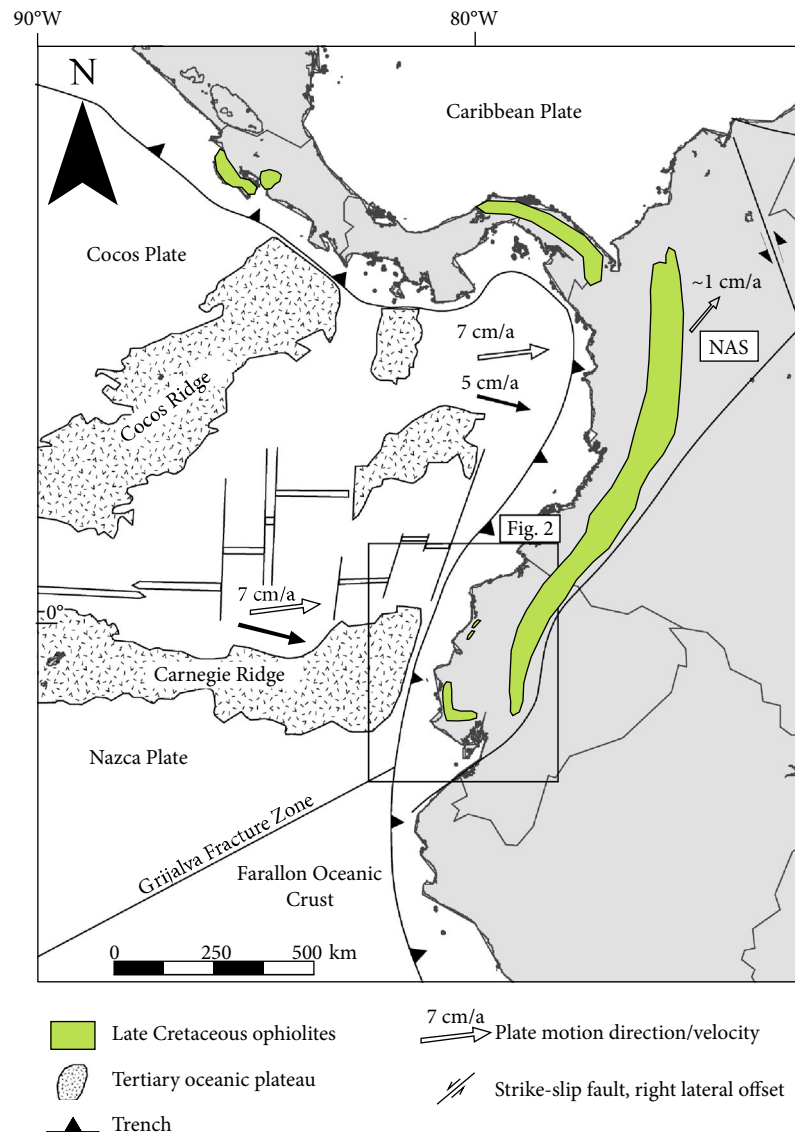 90°W
80°W
N
Caribbean Plate
Cocos Plate
~1 cm/a
7 cm/a
NAS
5 cm/a
Cocos Ridge
Fig. 2
7 cm/a
0°
Carnegie Ridge
Nazca Plate
Grijalva Fracture Zone
Farallon Oceanic
Crust
0 250 500 km
Late Cretaceous ophiolites
Tertiary oceanic plateau
Trench
7 cm/a
Plate motion direction/velocity
Strike-slip fault, right lateral offset